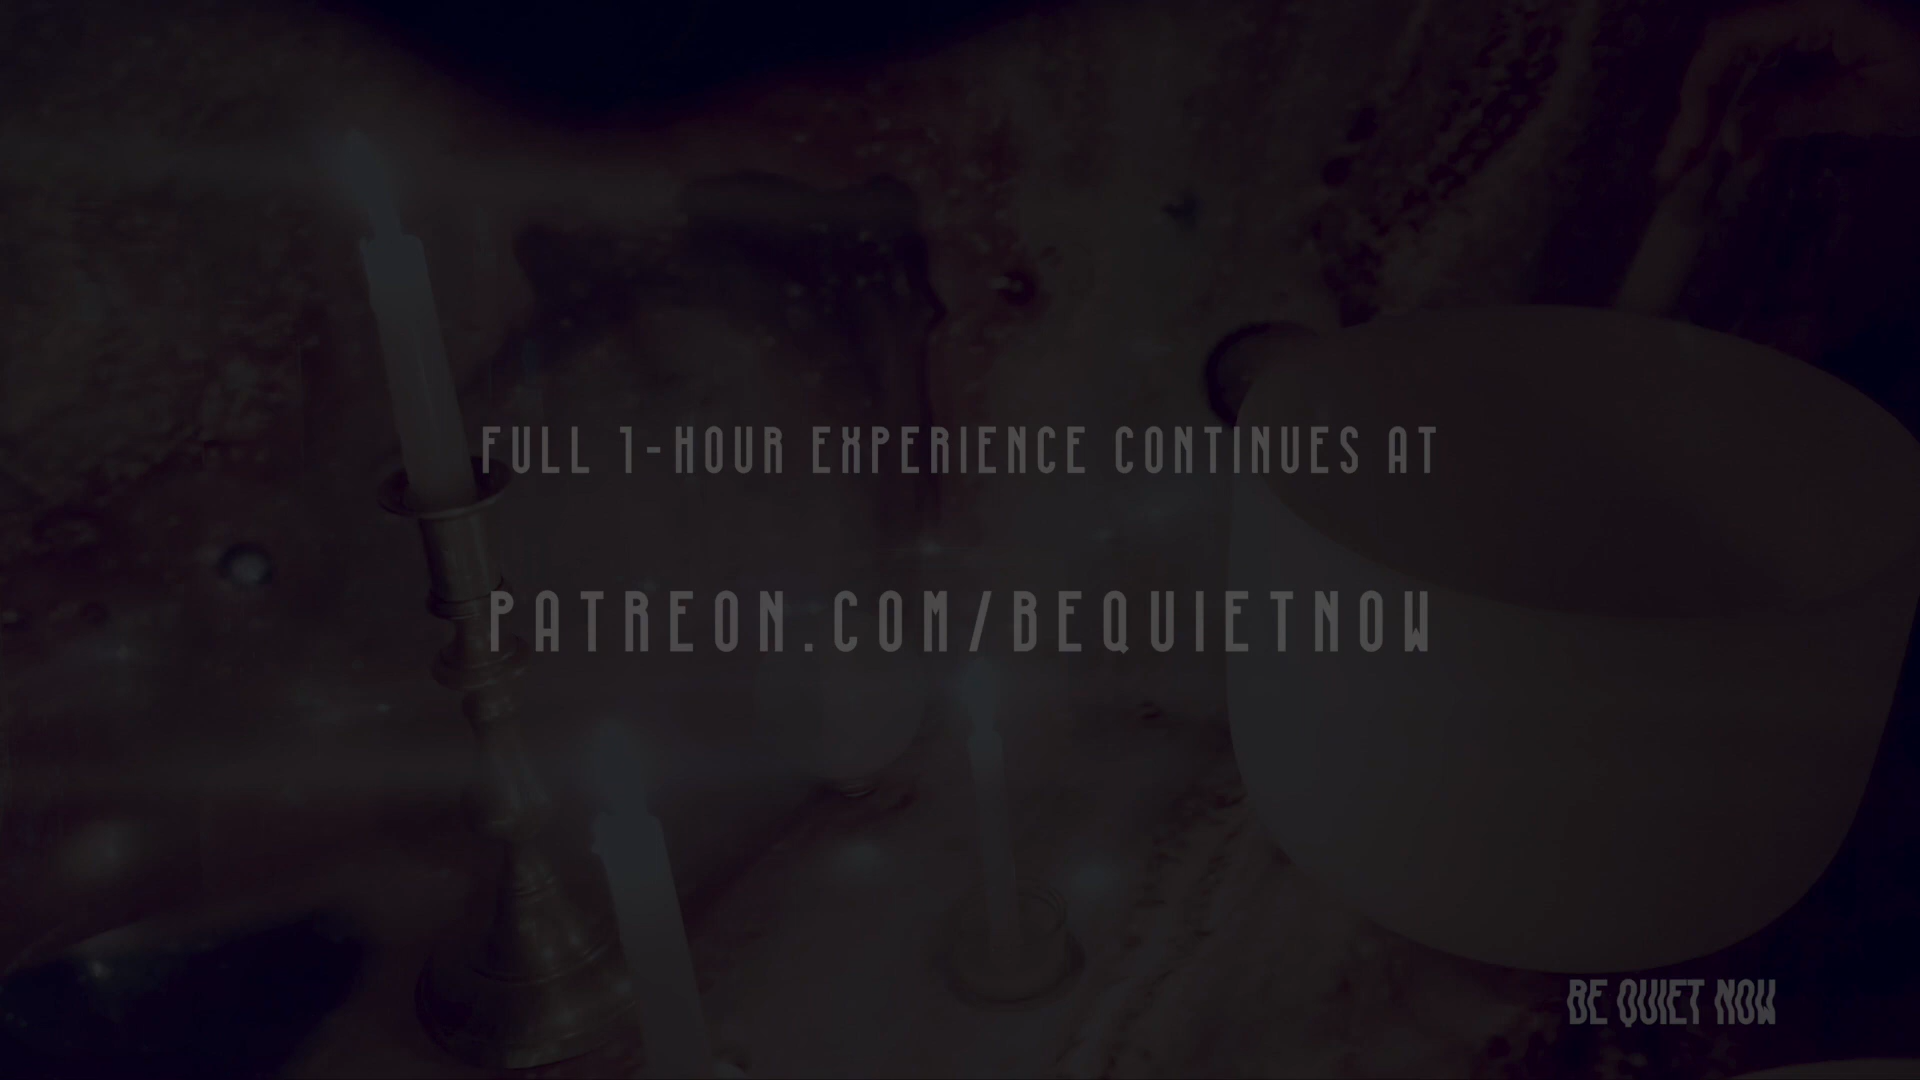 FULL 1-HOUR EXPERIENCE CONTINUES AT
PATREON.COM/BEQUIETNOW
BE QUIET NOW